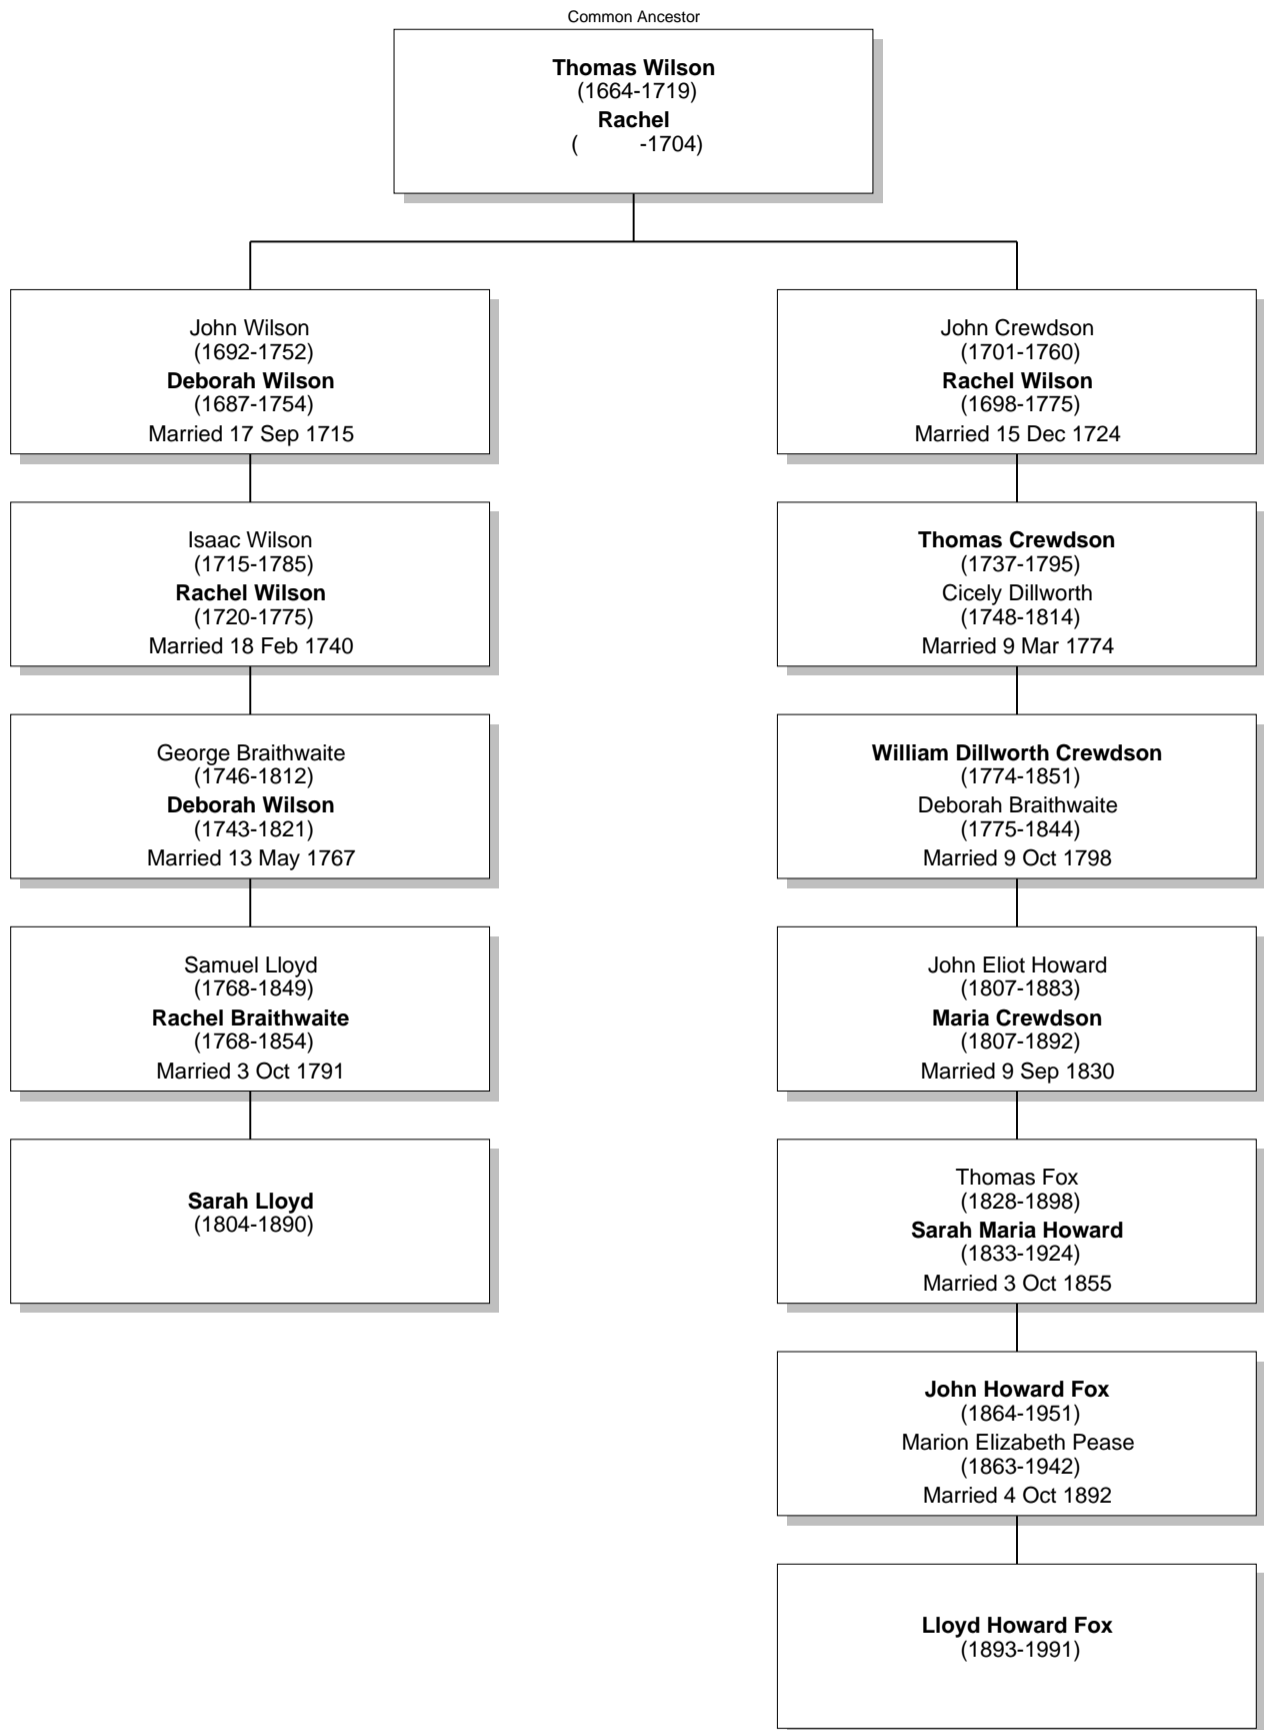 Common Ancestor
Thomas Wilson
(1664-1719)
Rachel
( -1704)
John Wilson
(1692-1752)
Deborah Wilson
(1687-1754)
Married 17 Sep 1715
John Crewdson
(1701-1760)
Rachel Wilson
(1698-1775)
Married 15 Dec 1724
Isaac Wilson
(1715-1785)
Rachel Wilson
(1720-1775)
Married 18 Feb 1740
Thomas Crewdson
(1737-1795)
Cicely Dillworth
(1748-1814)
Married 9 Mar 1774
George Braithwaite
(1746-1812)
Deborah Wilson
(1743-1821)
Married 13 May 1767
William Dillworth Crewdson
(1774-1851)
Deborah Braithwaite
(1775-1844)
Married 9 Oct 1798
Samuel Lloyd
(1768-1849)
Rachel Braithwaite
(1768-1854)
Married 3 Oct 1791
John Eliot Howard
(1807-1883)
Maria Crewdson
(1807-1892)
Married 9 Sep 1830
Sarah Lloyd
(1804-1890)
Thomas Fox
(1828-1898)
Sarah Maria Howard
(1833-1924)
Married 3 Oct 1855
John Howard Fox
(1864-1951)
Marion Elizabeth Pease
(1863-1942)
Married 4 Oct 1892
Lloyd Howard Fox
(1893-1991)